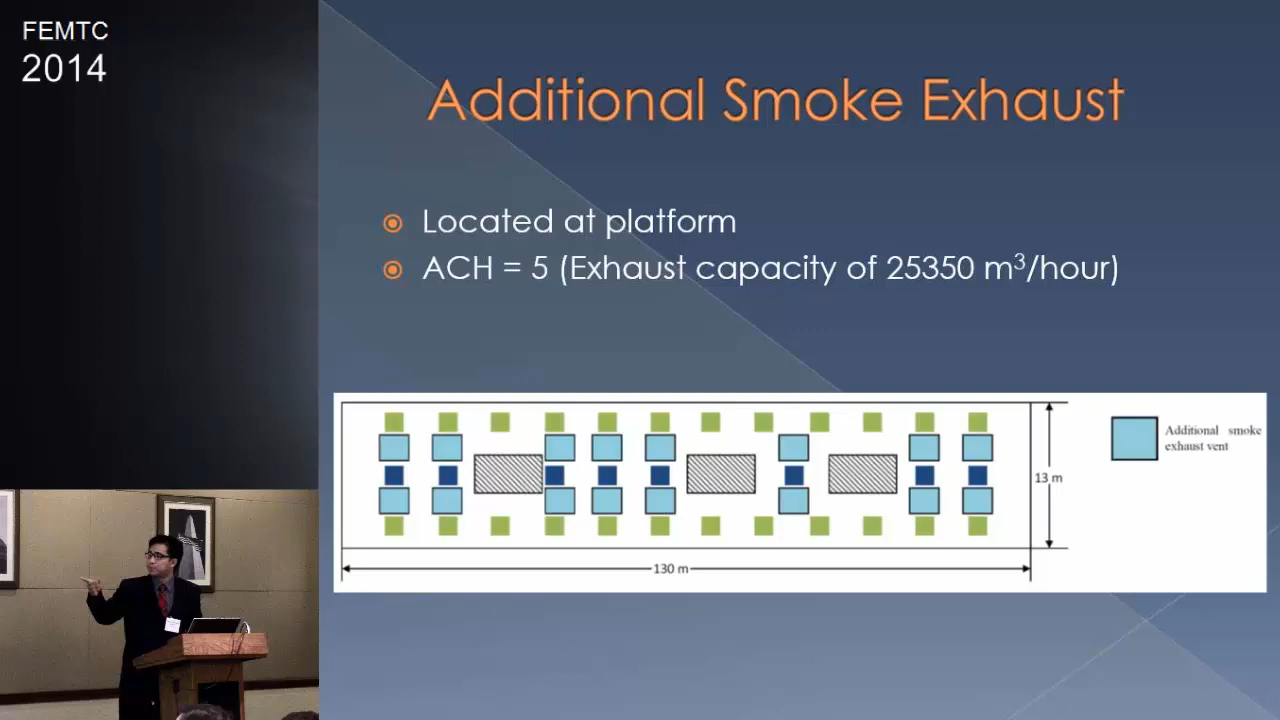 FEMTC
2014
Additional Smoke Exhaust
Located at platform
ACH = 5 (Exhaust capacity of 25350 m³/hour)
Additional smoke
exhaust vent
13 m
130 m